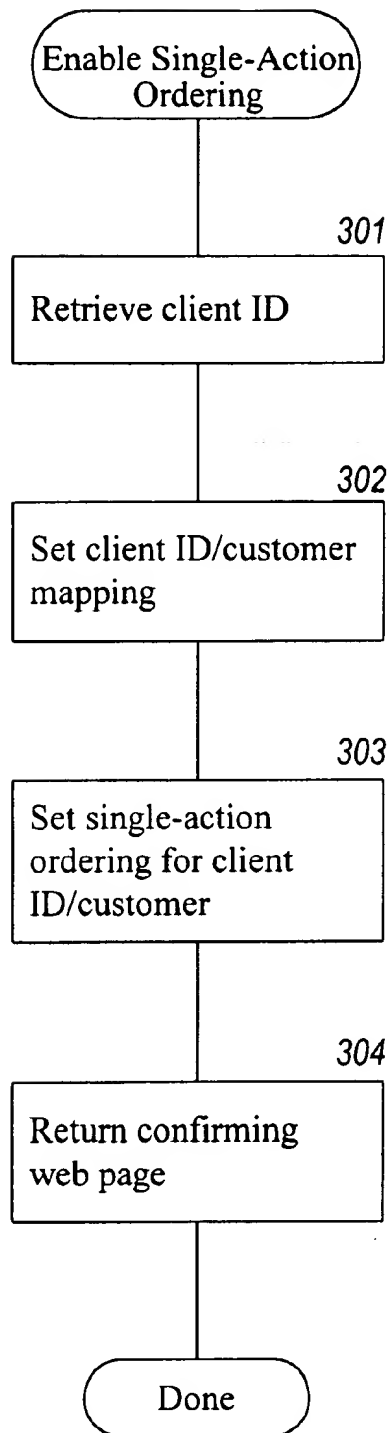 Enable Single-Action
Ordering
301
Retrieve client ID
302
Set client ID/customer
mapping
303
Set single-action
ordering for client
ID/customer
304
Return confirming
web page
Done